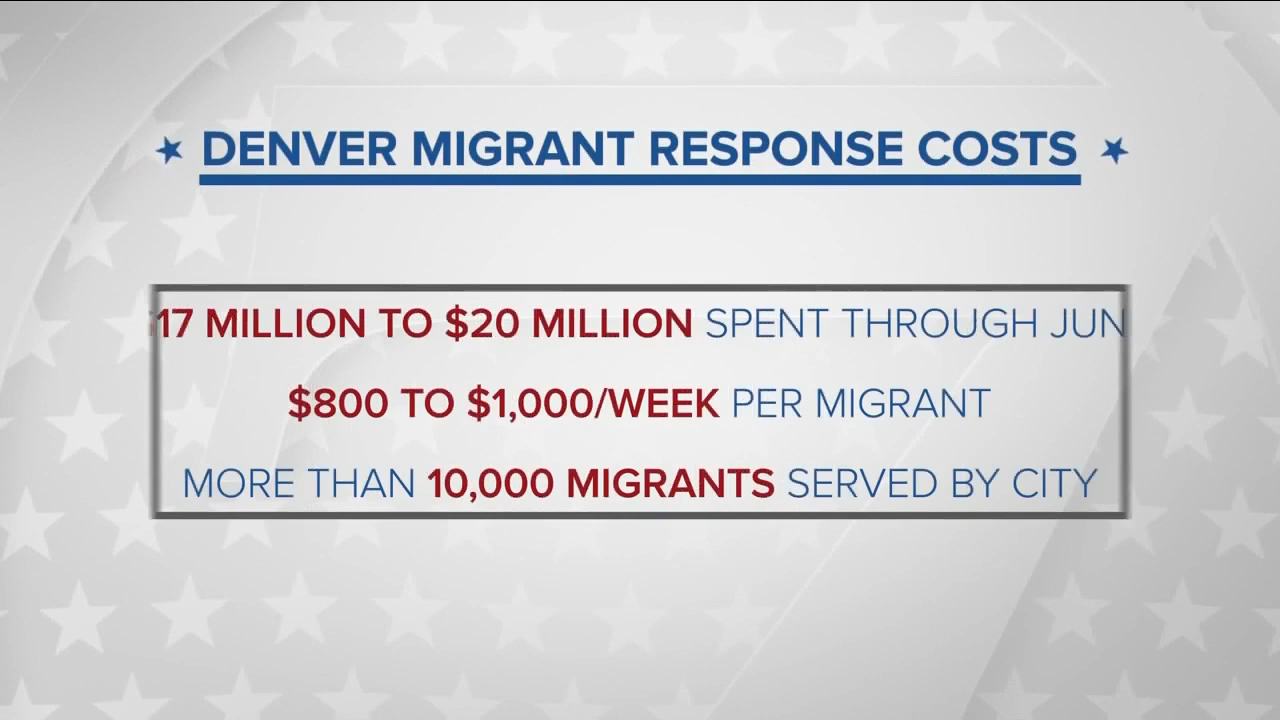 DENVER MIGRANT RESPONSE COSTS
17 MILLION TO $20 MILLION SPENT THROUGH JUN
$800 TO $1,000/WEEK PER MIGRANT
MORE THAN 10,000 MIGRANTS SERVED BY CITY